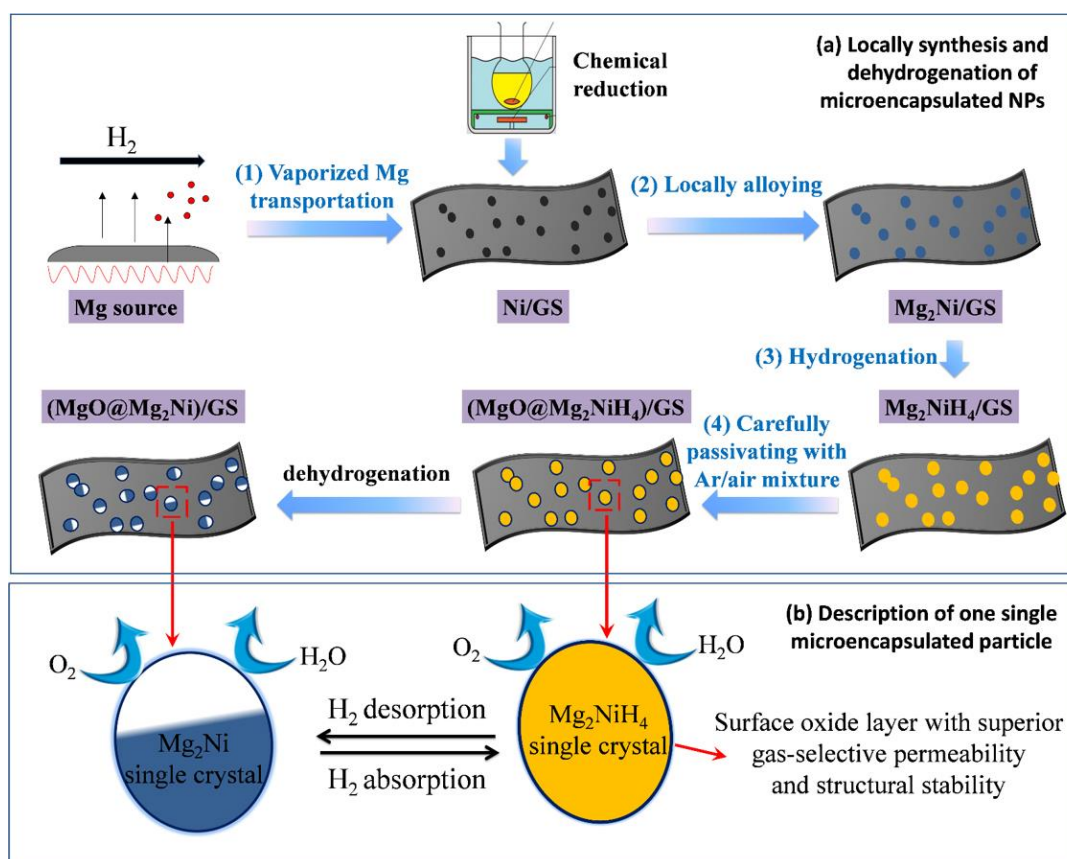 (a) Locally synthesis and
dehydrogenation of
microencapsulated NPs
Chemical
reduction
H₂
(1) Vaporized Mg
transportation
(2) Locally alloying
Mg source
Ni/GS
Mg₂Ni/GS
(3) Hydrogenation
(MgO@Mg₂Ni)/GS
(MgO@Mg₂NiH₄)/GS
Mg₂NiH₄/GS
(4) Carefully
passivating with
Ar/air mixture
dehydrogenation
(b) Description of one single
microencapsulated particle
O₂
H₂O
O₂
H₂O
Mg₂Ni
single crystal
H₂ desorption
H₂ absorption
Mg₂NiH₄
single crystal
Surface oxide layer with superior
gas-selective permeability
and structural stability